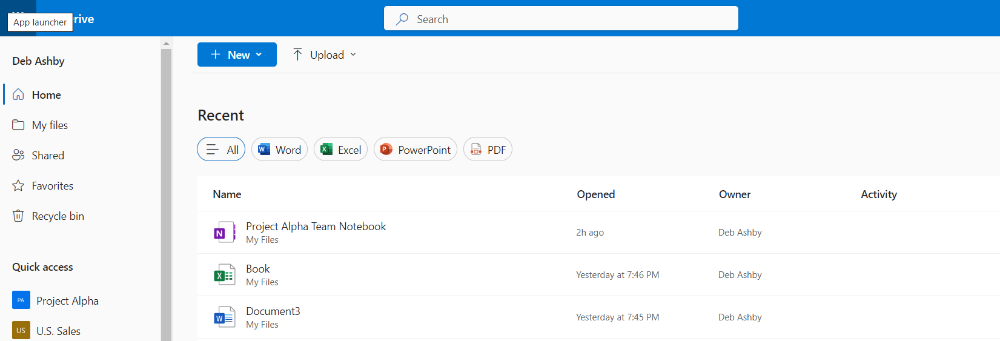 App launcher
rive
Search
Deb Ashby
Home
My files
Shared
Favorites
Recycle bin
Quick access
PA Project Alpha
US U.S. Sales
New
Upload
Recent
All
Word
Excel
PowerPoint
PDF
Name Opened Owner Activity
Project Alpha Team Notebook 2h ago Deb Ashby
My Files
Book Yesterday at 7:46 PM Deb Ashby
My Files
Document3 Yesterday at 7:45 PM Deb Ashby
My Files